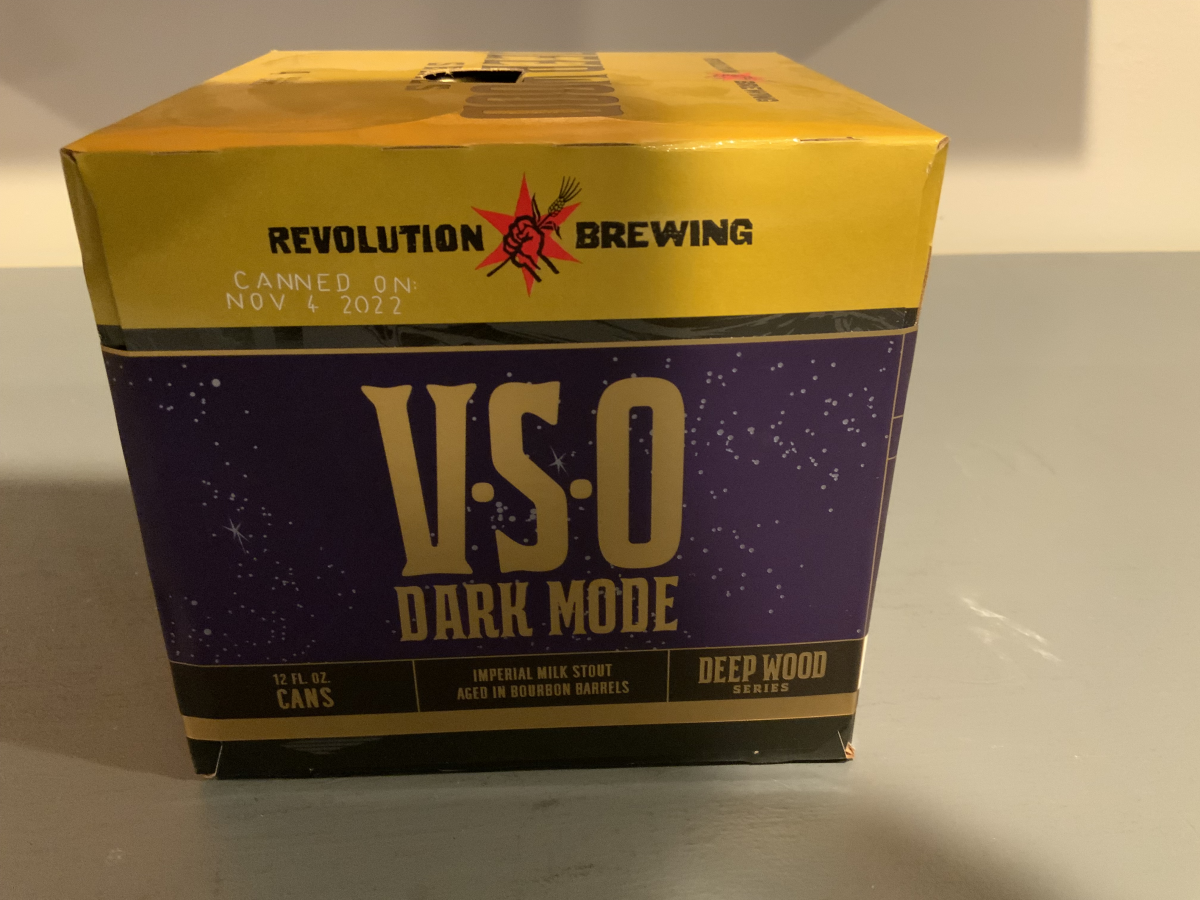 REVOLUTION BREWING
CANNED ON:
NOV 4 2022
V·S·O
DARK MODE
12 FL. OZ.
CANS
IMPERIAL MILK STOUT
AGED IN BOURBON BARRELS
DEEP WOOD
SERIES